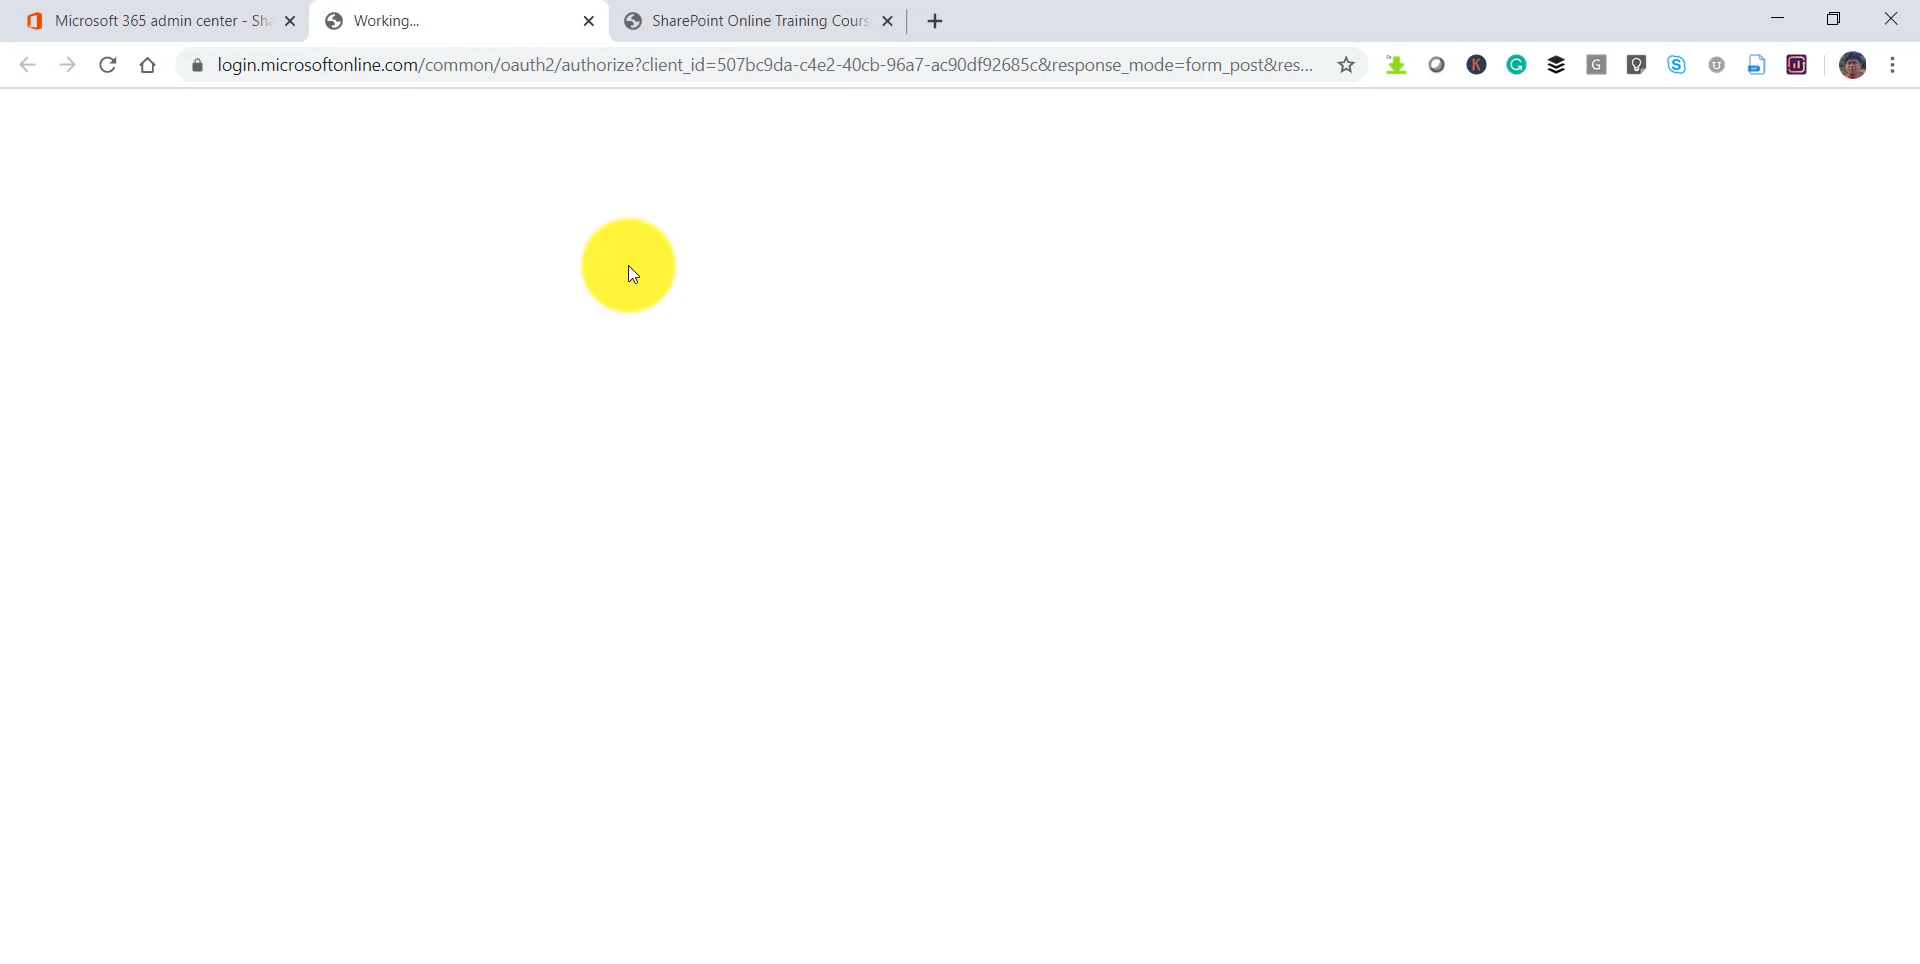 Microsoft 365 admin center - Sha
Working...
SharePoint Online Training Cours
login.microsoftonline.com/common/oauth2/authorize?client_id=507bc9da-c4e2-40cb-96a7-ac90df92685c&response_mode=form_post&res...
K
G
G
S
U